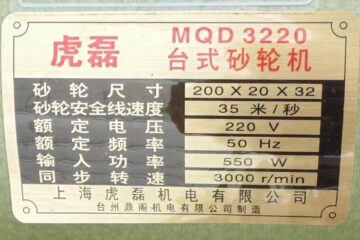 虎磊 MQD 3220
台式砂轮机
砂轮尺寸 200×20×32
砂轮安全线速度 35 米/秒
额定电压 220 V
额定频率 50 Hz
输入功率 550 W
同步转速 3000 r/min
上海虎磊机电有限公司
台州鼎阁机电有限公司制造